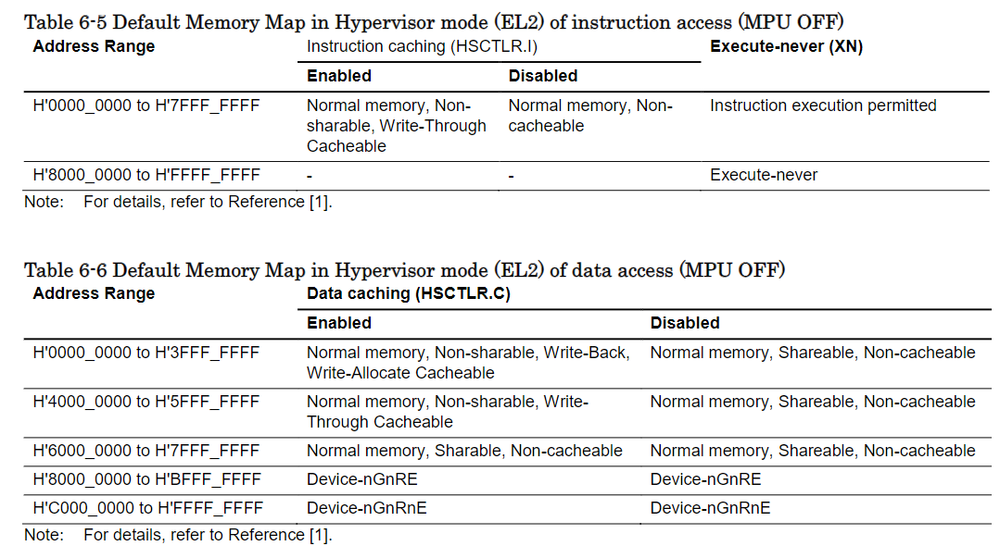 Table 6-5 Default Memory Map in Hypervisor mode (EL2) of instruction access (MPU OFF)
Address Range Instruction caching (HSCTLR.I) Execute-never (XN)
Enabled Disabled
H'0000_0000 to H'7FFF_FFFF Normal memory, Non- Normal memory, Non- Instruction execution permitted
sharable, Write-Through cacheable
Cacheable
H'8000_0000 to H'FFFF_FFFF - - Execute-never
Note: For details, refer to Reference [1].
Table 6-6 Default Memory Map in Hypervisor mode (EL2) of data access (MPU OFF)
Address Range Data caching (HSCTLR.C)
Enabled Disabled
H'0000_0000 to H'3FFF_FFFF Normal memory, Non-sharable, Write-Back, Normal memory, Shareable, Non-cacheable
Write-Allocate Cacheable
H'4000_0000 to H'5FFF_FFFF Normal memory, Non-sharable, Write- Normal memory, Shareable, Non-cacheable
Through Cacheable
H'6000_0000 to H'7FFF_FFFF Normal memory, Sharable, Non-cacheable Normal memory, Shareable, Non-cacheable
H'8000_0000 to H'BFFF_FFFF Device-nGnRE Device-nGnRE
H'C000_0000 to H'FFFF_FFFF Device-nGnRnE Device-nGnRnE
Note: For details, refer to Reference [1].